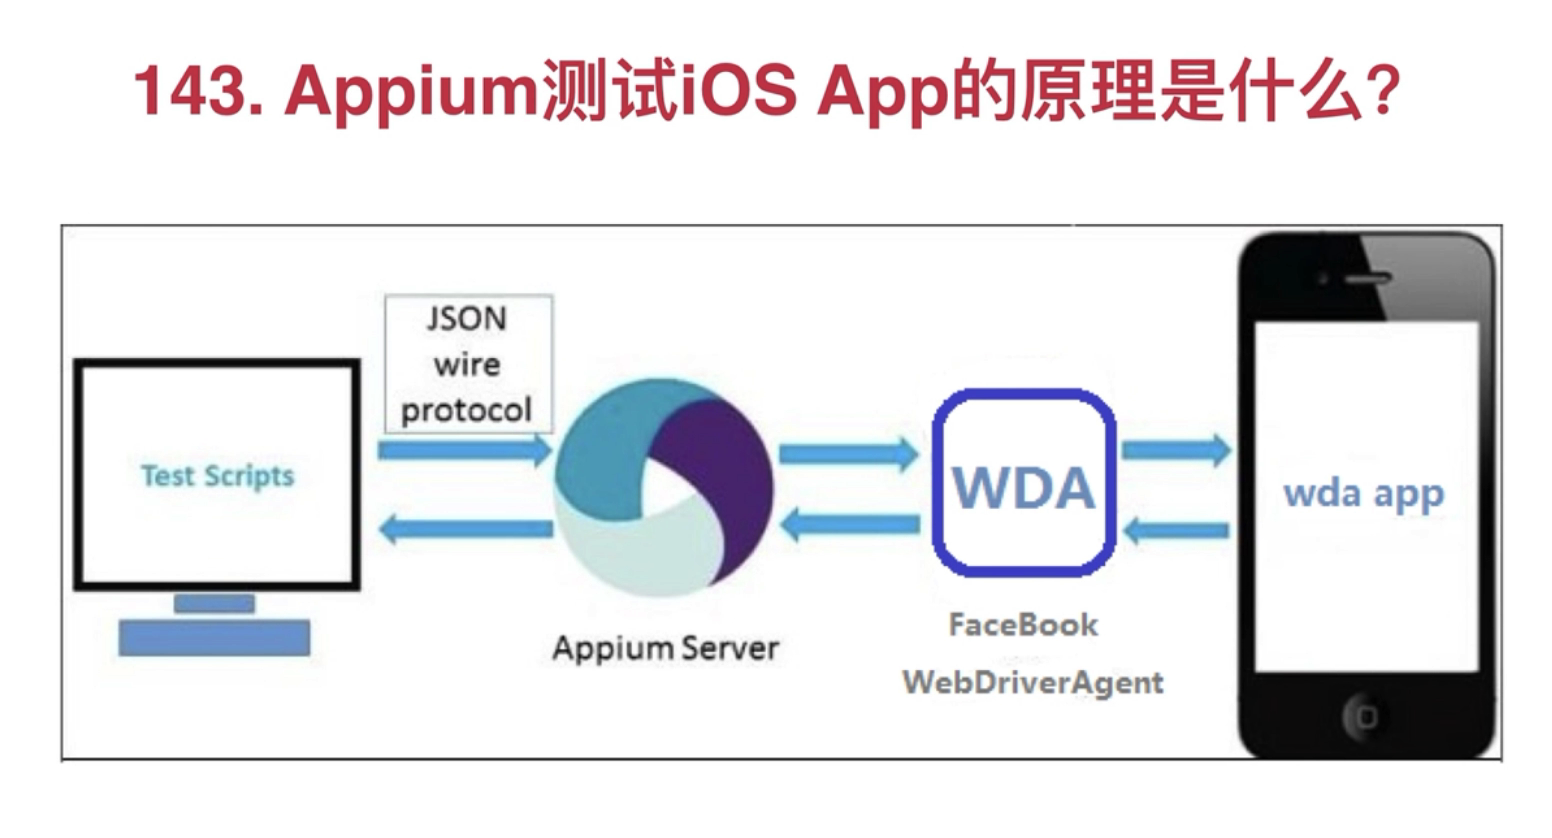 143. Appium测试iOS App的原理是什么?
JSON
wire
protocol
Test Scripts
Appium Server
WDA
FaceBook
WebDriverAgent
wda app